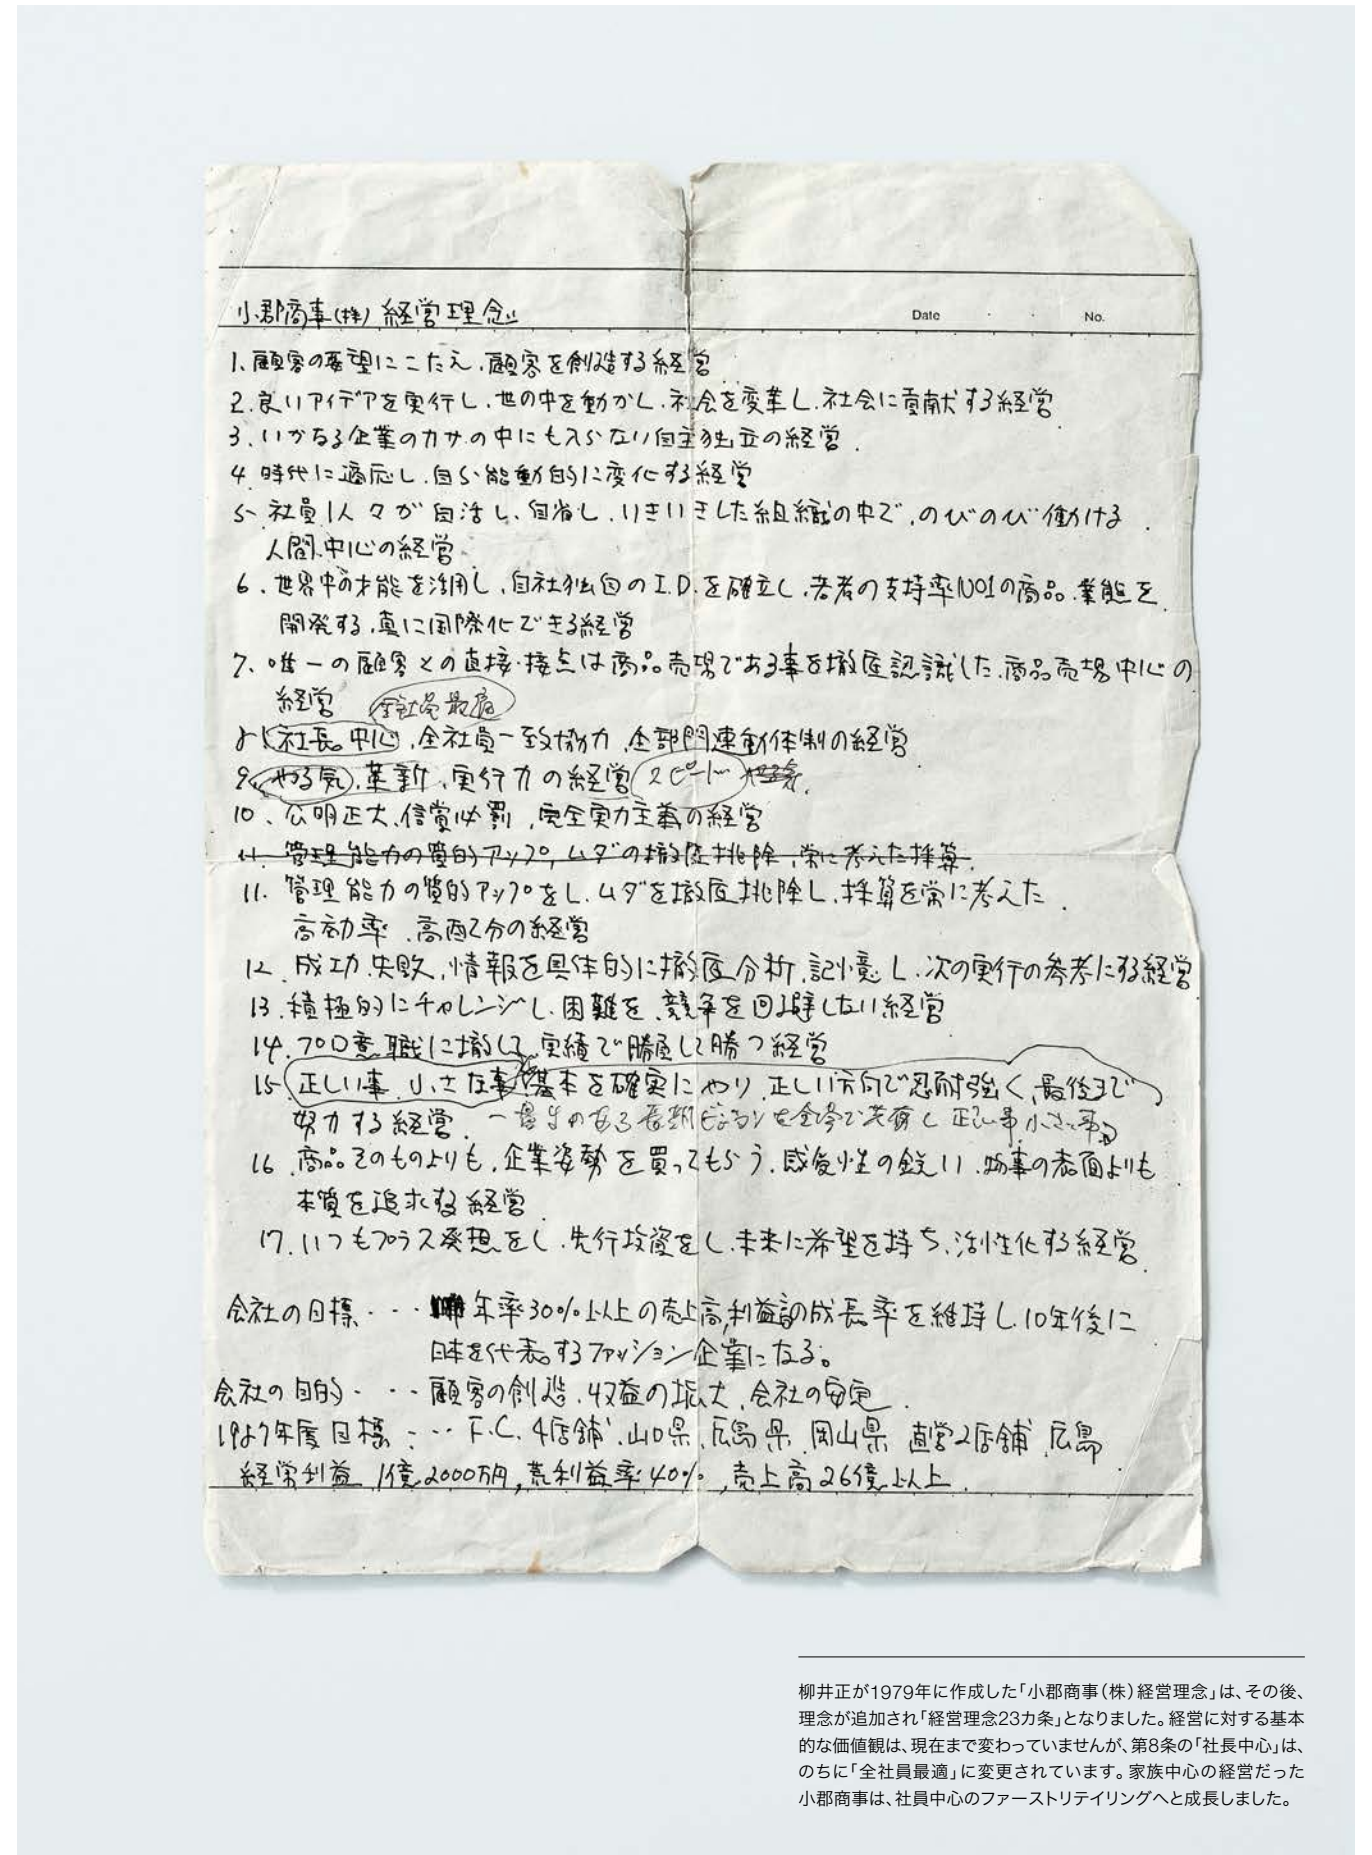 小郡商事(株)経営理念
Date ・ ・ No.
1. 顧客の要望にこたえ、顧客を創造する経営
2. 良いアイデアを実行し、世の中を動かし、社会を変革し、社会に貢献する経営
3. いかなる企業のカサの中にも入らない自主独立の経営
4. 時代に適応し、自ら能動的に変化する経営
5. 社員1人々が自活し、自省し、いきいきした組織の中で、のびのび働ける
人間中心の経営
6. 世界中の才能を活用し、自社独自のI.D.を確立し、若者の支持率NO1の商品、業態を
開発する、真に国際化できる経営
7. 唯一の顧客との直接接点は商品売場である事を徹底認識した、商品売場中心の
経営 全社員最適
8. 社長中心、全社員一致協力、全部門連動体制の経営
9. やる気、革新、実行力の経営 スピード
10. 公明正大、信賞必罰、完全実力主義の経営
11. 管理能力の質的アップ、ムダの徹底排除、常に考えた採算、
11. 管理能力の質的アップをし、ムダを徹底排除し、採算を常に考えた
高効率、高配分の経営
12. 成功、失敗、情報を具体的に徹底分析、記憶し、次の実行の参考にする経営
13. 積極的にチャレンジし、困難を、競争を回避しない経営
14. プロ意職に徹して、実績で勝負して勝つ経営
15. 正しい事、小さな事、基本を確実にやり、正しい方向で忍耐強く、最後まで
努力する経営 一貫性のある長期ビジョンを全員で共有し 正しい事 小さい事
16. 商品そのものよりも、企業姿勢を買ってもらう、感受性の鋭い、物事の表面よりも
本質を追求する経営
17. いつもプラス発想をし、先行投資をし、未来に希望を持ち、活性化する経営
会社の目標・・・年率30%以上の売上高,利益の成長率を維持し、10年後に
日本を代表するファッション企業になる。
会社の目的・・・顧客の創造、収益の拡大、会社の安定
1987年度目標・・・F.C. 4店舗、山口県、広島県、岡山県 直営2店舗 広島
経常利益 1億2000万円,荒利益率40%,売上高26億以上
柳井正が1979年に作成した「小郡商事(株)経営理念」は、その後、
理念が追加され「経営理念23カ条」となりました。経営に対する基本
的な価値観は、現在まで変わっていませんが、第8条の「社長中心」は、
のちに「全社員最適」に変更されています。家族中心の経営だった
小郡商事は、社員中心のファーストリテイリングへと成長しました。